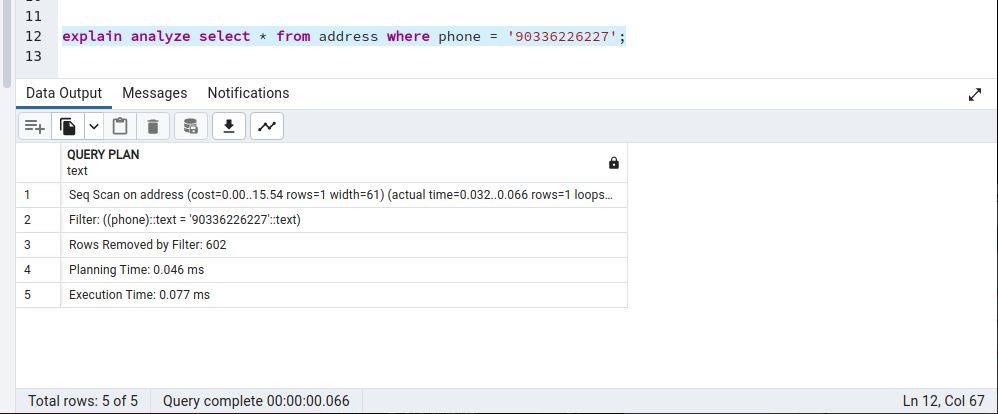 11
12 explain analyze select * from address where phone = '90336226227';
13
Data Output Messages Notifications
QUERY PLAN
text
1 Seq Scan on address (cost=0.00..15.54 rows=1 width=61) (actual time=0.032..0.066 rows=1 loops…
2 Filter: ((phone)::text = '90336226227'::text)
3 Rows Removed by Filter: 602
4 Planning Time: 0.046 ms
5 Execution Time: 0.077 ms
Total rows: 5 of 5 Query complete 00:00:00.066 Ln 12, Col 67